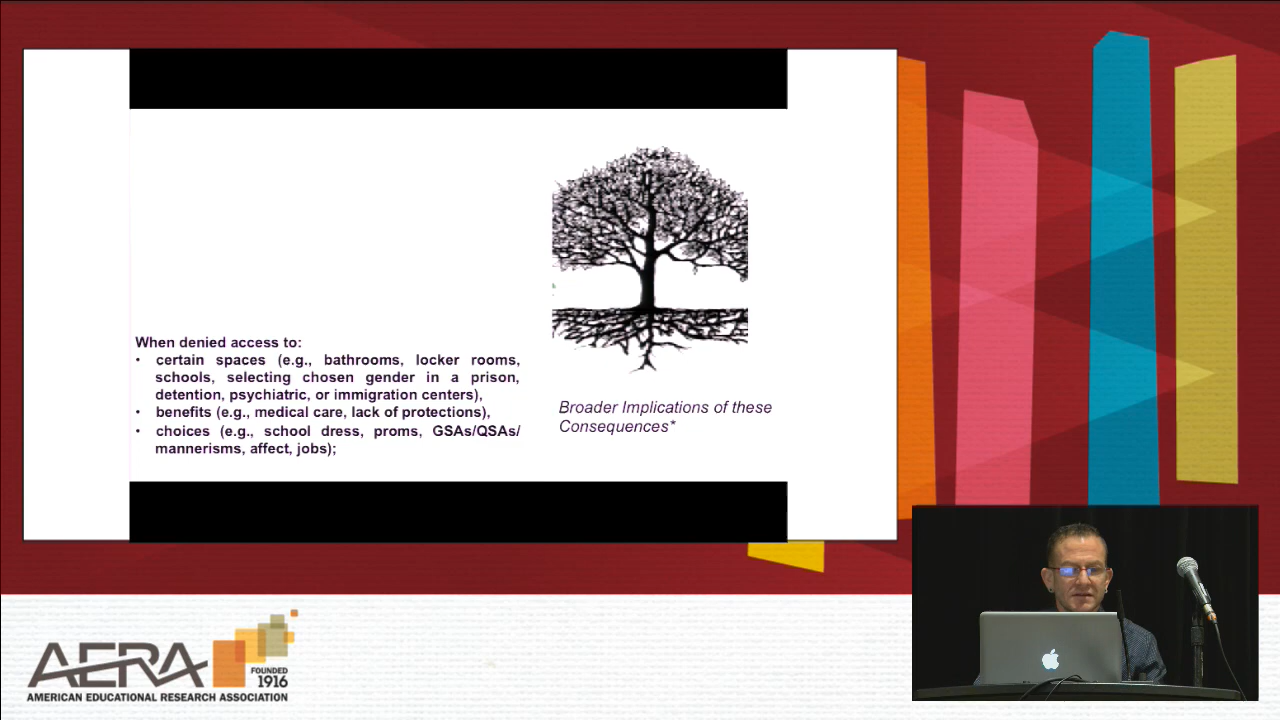 When denied access to:
• certain spaces (e.g., bathrooms, locker rooms,
schools, selecting chosen gender in a prison,
detention, psychiatric, or immigration centers),
• benefits (e.g., medical care, lack of protections),
• choices (e.g., school dress, proms, GSAs/QSAs/
mannerisms, affect, jobs);
Broader Implications of these
Consequences*
AERA
FOUNDED
1916
AMERICAN EDUCATIONAL RESEARCH ASSOCIATION